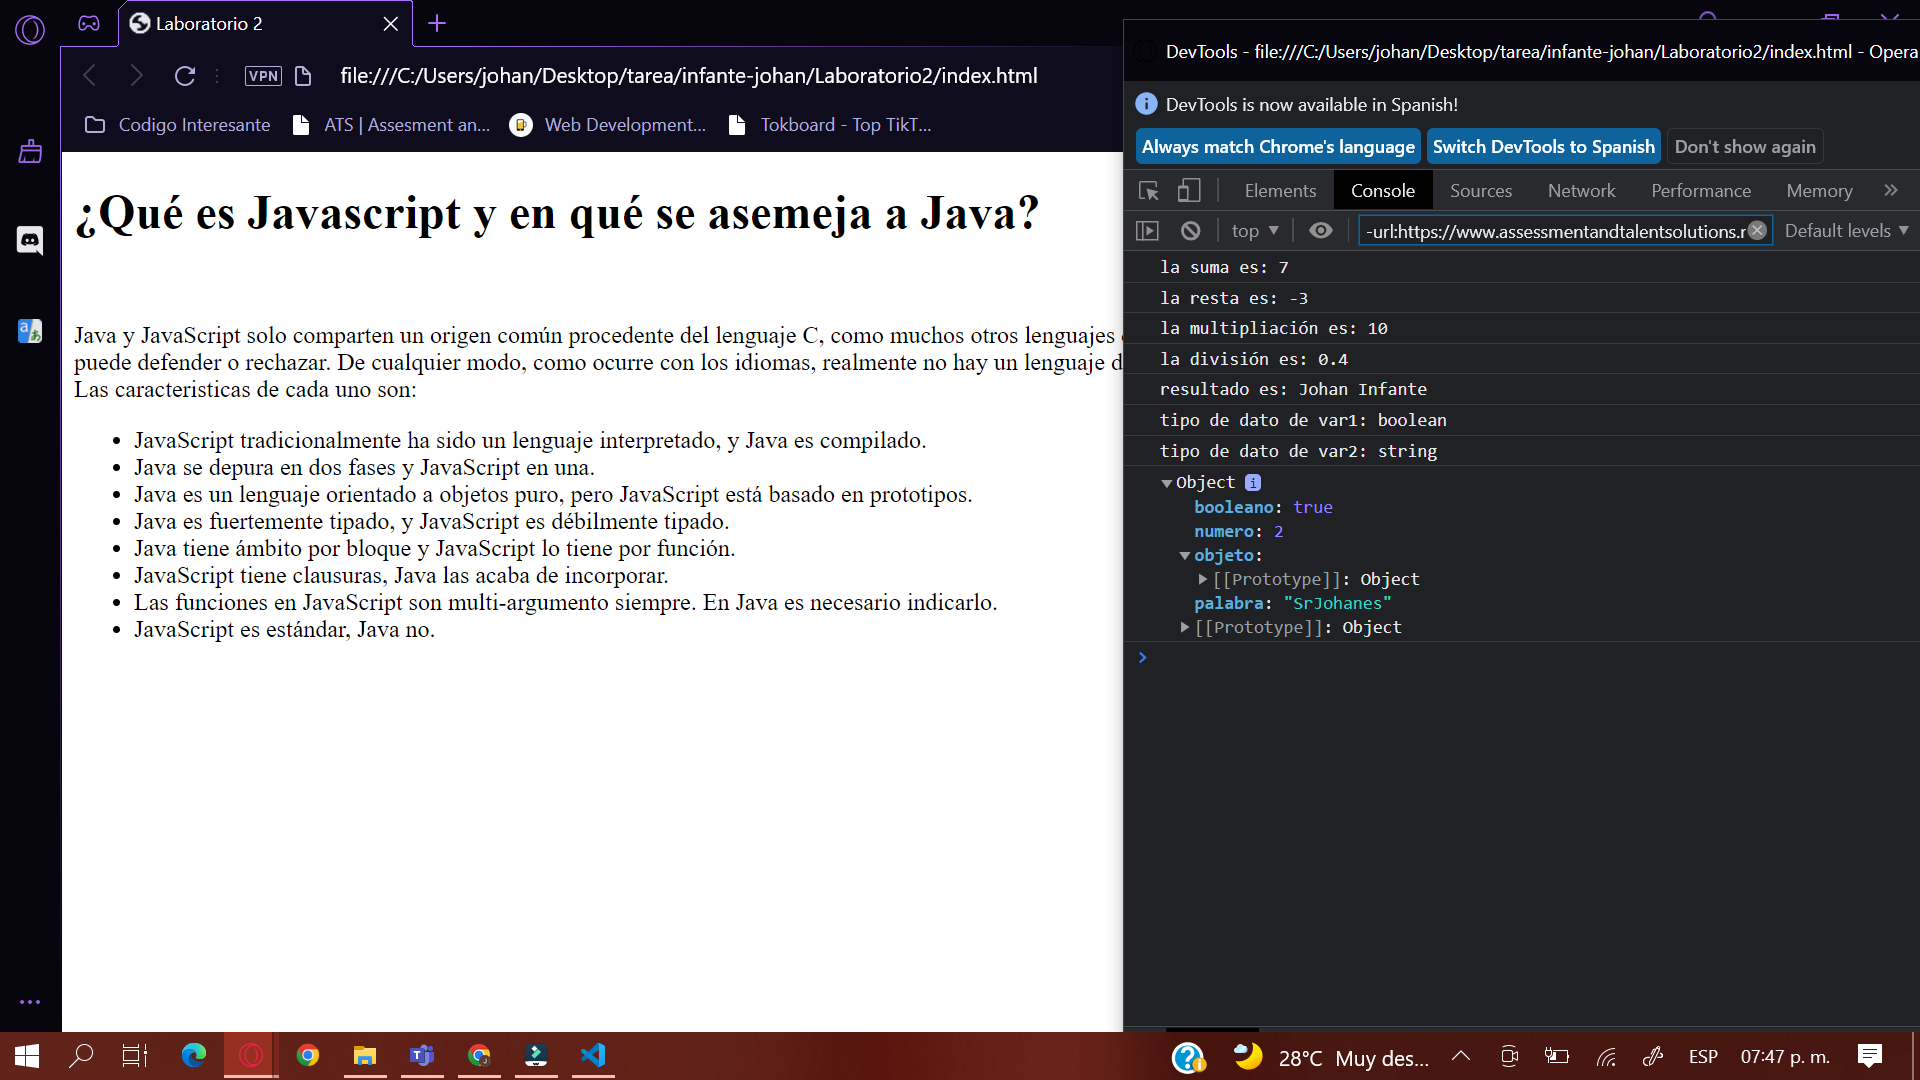 Laboratorio 2
VPN
file:///C:/Users/johan/Desktop/tarea/infante-johan/Laboratorio2/index.html
Codigo Interesante
ATS | Assesment an...
Web Development...
Tokboard - Top TikT...
¿Qué es Javascript y en qué se asemeja a Java?
Java y JavaScript solo comparten un origen común procedente del lenguaje C, como muchos otros lenguajes
puede defender o rechazar. De cualquier modo, como ocurre con los idiomas, realmente no hay un lenguaje d
Las caracteristicas de cada uno son:
JavaScript tradicionalmente ha sido un lenguaje interpretado, y Java es compilado.
Java se depura en dos fases y JavaScript en una.
Java es un lenguaje orientado a objetos puro, pero JavaScript está basado en prototipos.
Java es fuertemente tipado, y JavaScript es débilmente tipado.
Java tiene ámbito por bloque y JavaScript lo tiene por función.
JavaScript tiene clausuras, Java las acaba de incorporar.
Las funciones en JavaScript son multi-argumento siempre. En Java es necesario indicarlo.
JavaScript es estándar, Java no.
DevTools - file:///C:/Users/johan/Desktop/tarea/infante-johan/Laboratorio2/index.html - Opera
DevTools is now available in Spanish!
Always match Chrome's language
Switch DevTools to Spanish
Don't show again
Elements
Console
Sources
Network
Performance
Memory
top
-url:https://www.assessmentandtalentsolutions.r
Default levels
la suma es: 7
la resta es: -3
la multipliación es: 10
la división es: 0.4
resultado es: Johan Infante
tipo de dato de var1: boolean
tipo de dato de var2: string
Object
booleano: true
numero: 2
objeto:
[[Prototype]]: Object
palabra: "SrJohanes"
[[Prototype]]: Object
28°C Muy des...
ESP
07:47 p. m.